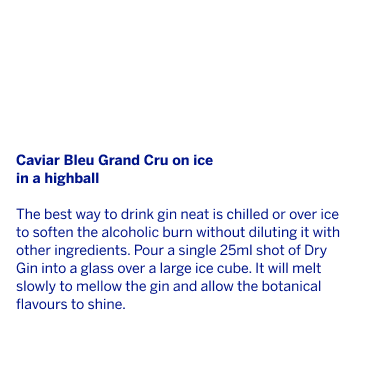 Caviar Bleu Grand Cru on ice
in a highball
The best way to drink gin neat is chilled or over ice
to soften the alcoholic burn without diluting it with
other ingredients. Pour a single 25ml shot of Dry
Gin into a glass over a large ice cube. It will melt
slowly to mellow the gin and allow the botanical
flavours to shine.